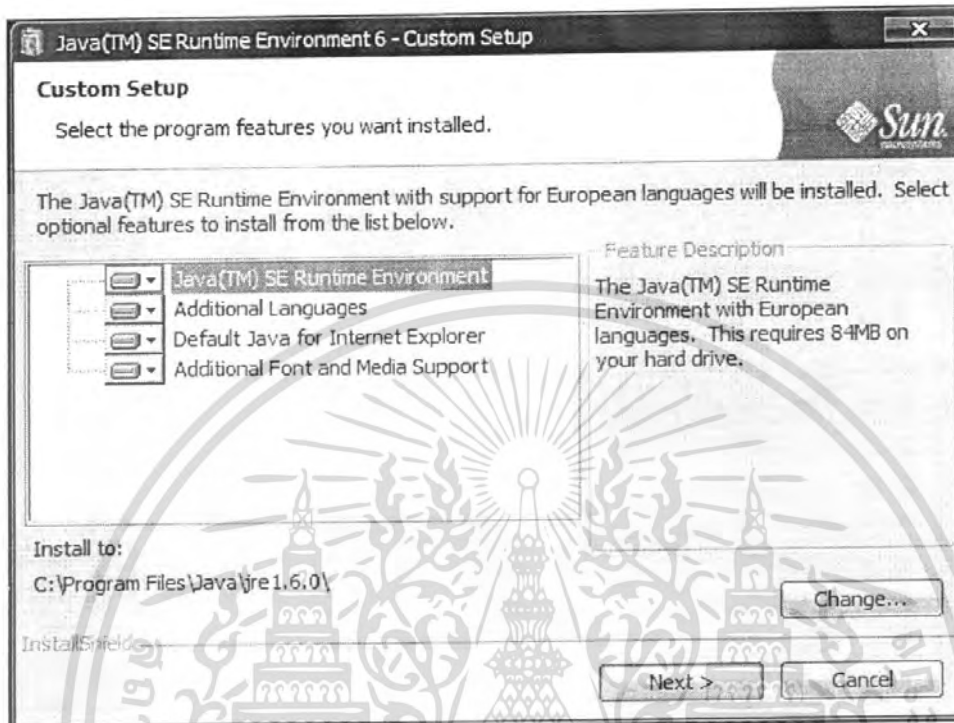 Java(TM) SE Runtime Environment 6 - Custom Setup
Custom Setup
Select the program features you want installed.
Sun
microsystems
The Java(TM) SE Runtime Environment with support for European languages will be installed. Select
optional features to install from the list below.
Java(TM) SE Runtime Environment
Additional Languages
Default Java for Internet Explorer
Additional Font and Media Support
Feature Description
The Java(TM) SE Runtime
Environment with European
languages. This requires 84MB on
your hard drive.
Install to:
C:\Program Files\Java\jre1.6.0\
Change...
InstallShield
Next >
Cancel